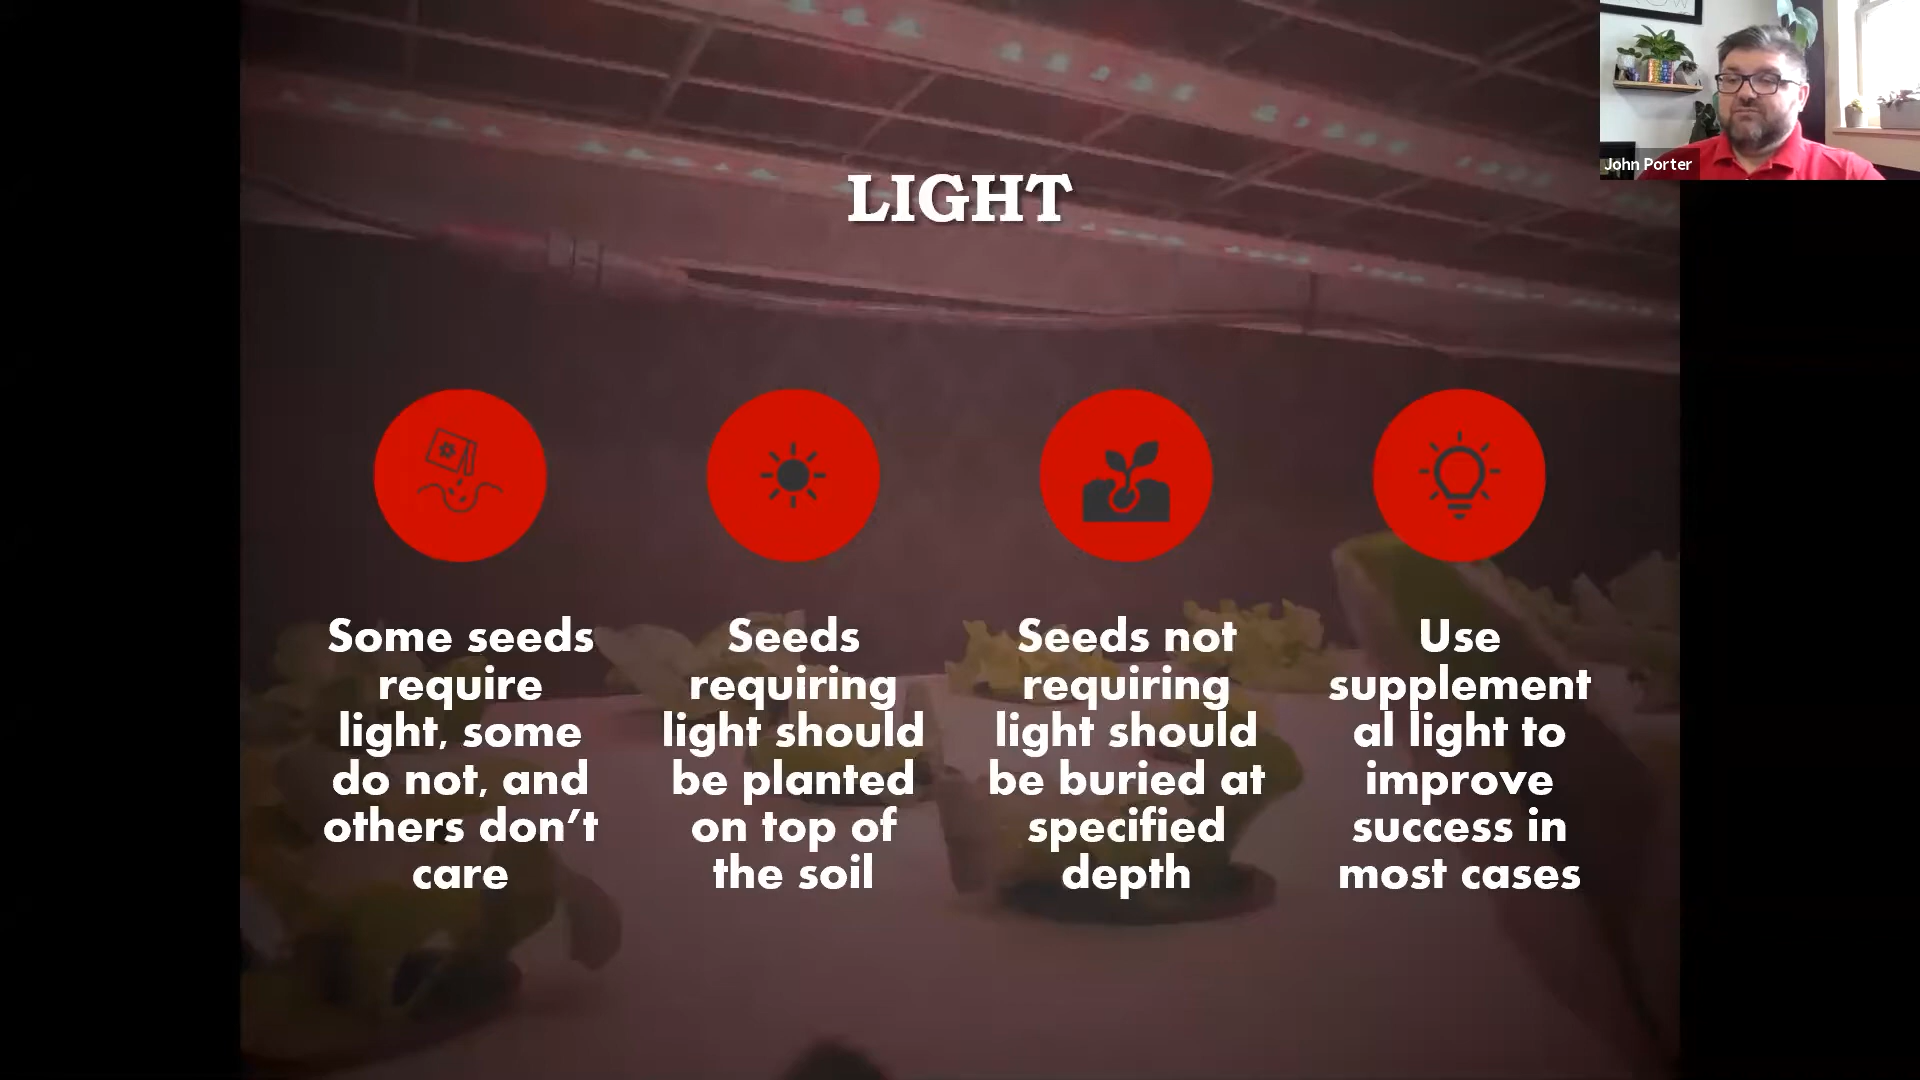 LIGHT
John Porter
Some seeds
require
light, some
do not, and
others don’t
care
Seeds
requiring
light should
be planted
on top of
the soil
Seeds not
requiring
light should
be buried at
specified
depth
Use
supplement
al light to
improve
success in
most cases